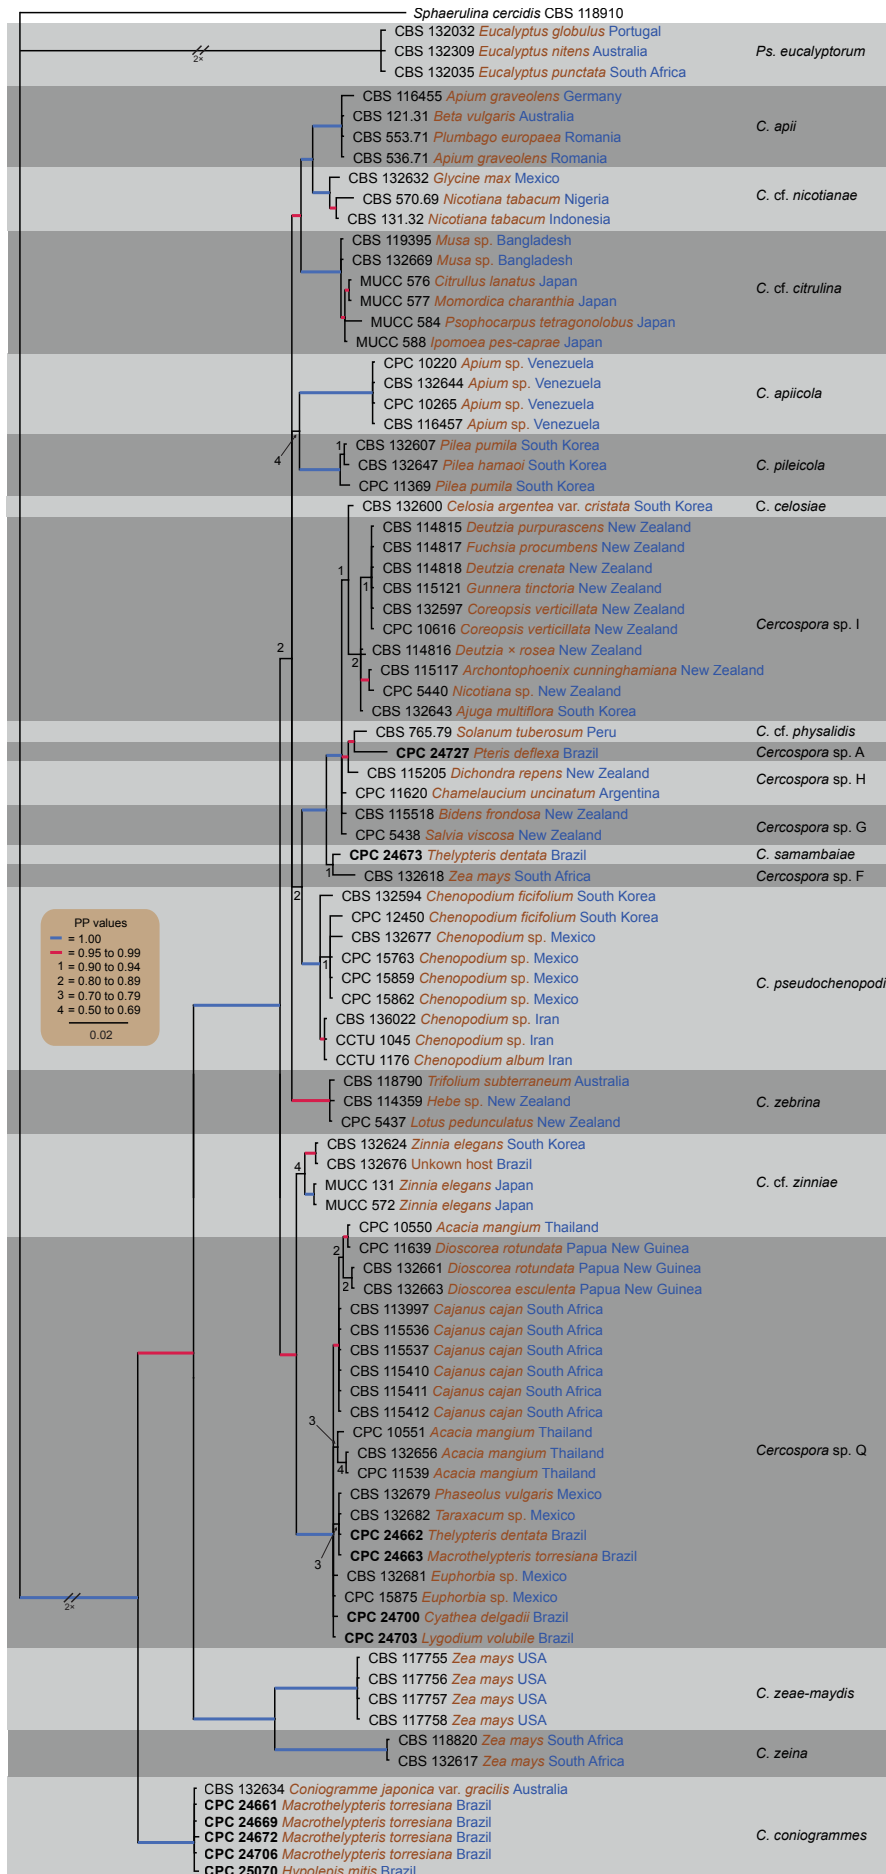 Sphaerulina cercidis CBS 118910
CBS 132032 Eucalyptus globulus Portugal
CBS 132309 Eucalyptus nitens Australia
Ps. eucalyptorum
2×
CBS 132035 Eucalyptus punctata South Africa
CBS 116455 Apium graveolens Germany
CBS 121.31 Beta vulgaris Australia
C. apii
CBS 553.71 Plumbago europaea Romania
CBS 536.71 Apium graveolens Romania
CBS 132632 Glycine max Mexico
CBS 570.69 Nicotiana tabacum Nigeria
C. cf. nicotianae
CBS 131.32 Nicotiana tabacum Indonesia
CBS 119395 Musa sp. Bangladesh
CBS 132669 Musa sp. Bangladesh
MUCC 576 Citrullus lanatus Japan
C. cf. citrulina
MUCC 577 Momordica charanthia Japan
MUCC 584 Psophocarpus tetragonolobus Japan
MUCC 588 Ipomoea pes-caprae Japan
CPC 10220 Apium sp. Venezuela
CBS 132644 Apium sp. Venezuela
C. apiicola
CPC 10265 Apium sp. Venezuela
CBS 116457 Apium sp. Venezuela
4
1
CBS 132607 Pilea pumila South Korea
CBS 132647 Pilea hamaoi South Korea
C. pileicola
CPC 11369 Pilea pumila South Korea
CBS 132600 Celosia argentea var. cristata South Korea
C. celosiae
CBS 114815 Deutzia purpurascens New Zealand
CBS 114817 Fuchsia procumbens New Zealand
CBS 114818 Deutzia crenata New Zealand
1
1
CBS 115121 Gunnera tinctoria New Zealand
CBS 132597 Coreopsis verticillata New Zealand
CPC 10616 Coreopsis verticillata New Zealand
Cercospora sp. I
2
CBS 114816 Deutzia × rosea New Zealand
2
CBS 115117 Archontophoenix cunninghamiana New Zealand
CPC 5440 Nicotiana sp. New Zealand
CBS 132643 Ajuga multiflora South Korea
CBS 765.79 Solanum tuberosum Peru
C. cf. physalidis
CPC 24727 Pteris deflexa Brazil
Cercospora sp. A
CBS 115205 Dichondra repens New Zealand
Cercospora sp. H
CPC 11620 Chamelaucium uncinatum Argentina
CBS 115518 Bidens frondosa New Zealand
Cercospora sp. G
CPC 5438 Salvia viscosa New Zealand
CPC 24673 Thelypteris dentata Brazil
C. samambaiae
1
CBS 132618 Zea mays South Africa
Cercospora sp. F
2
CBS 132594 Chenopodium ficifolium South Korea
CPC 12450 Chenopodium ficifolium South Korea
CBS 132677 Chenopodium sp. Mexico
1
CPC 15763 Chenopodium sp. Mexico
CPC 15859 Chenopodium sp. Mexico
C. pseudochenopodi
CPC 15862 Chenopodium sp. Mexico
CBS 136022 Chenopodium sp. Iran
CCTU 1045 Chenopodium sp. Iran
CCTU 1176 Chenopodium album Iran
PP values
= 1.00
= 0.95 to 0.99
1 = 0.90 to 0.94
2 = 0.80 to 0.89
3 = 0.70 to 0.79
4 = 0.50 to 0.69
0.02
CBS 118790 Trifolium subterraneum Australia
CBS 114359 Hebe sp. New Zealand
C. zebrina
CPC 5437 Lotus pedunculatus New Zealand
CBS 132624 Zinnia elegans South Korea
4
CBS 132676 Unkown host Brazil
C. cf. zinniae
MUCC 131 Zinnia elegans Japan
MUCC 572 Zinnia elegans Japan
CPC 10550 Acacia mangium Thailand
2
CPC 11639 Dioscorea rotundata Papua New Guinea
CBS 132661 Dioscorea rotundata Papua New Guinea
2
CBS 132663 Dioscorea esculenta Papua New Guinea
CBS 113997 Cajanus cajan South Africa
CBS 115536 Cajanus cajan South Africa
CBS 115537 Cajanus cajan South Africa
CBS 115410 Cajanus cajan South Africa
CBS 115411 Cajanus cajan South Africa
CBS 115412 Cajanus cajan South Africa
3
CPC 10551 Acacia mangium Thailand
CBS 132656 Acacia mangium Thailand
Cercospora sp. Q
4
CPC 11539 Acacia mangium Thailand
CBS 132679 Phaseolus vulgaris Mexico
CBS 132682 Taraxacum sp. Mexico
CPC 24662 Thelypteris dentata Brazil
3
CPC 24663 Macrothelypteris torresiana Brazil
CBS 132681 Euphorbia sp. Mexico
CPC 15875 Euphorbia sp. Mexico
2×
CPC 24700 Cyathea delgadii Brazil
CPC 24703 Lygodium volubile Brazil
CBS 117755 Zea mays USA
CBS 117756 Zea mays USA
C. zeae-maydis
CBS 117757 Zea mays USA
CBS 117758 Zea mays USA
CBS 118820 Zea mays South Africa
C. zeina
CBS 132617 Zea mays South Africa
CBS 132634 Coniogramme japonica var. gracilis Australia
CPC 24661 Macrothelypteris torresiana Brazil
CPC 24669 Macrothelypteris torresiana Brazil
CPC 24672 Macrothelypteris torresiana Brazil
C. coniogrammes
CPC 24706 Macrothelypteris torresiana Brazil
CPC 25070 Hypolepis mitis Brazil